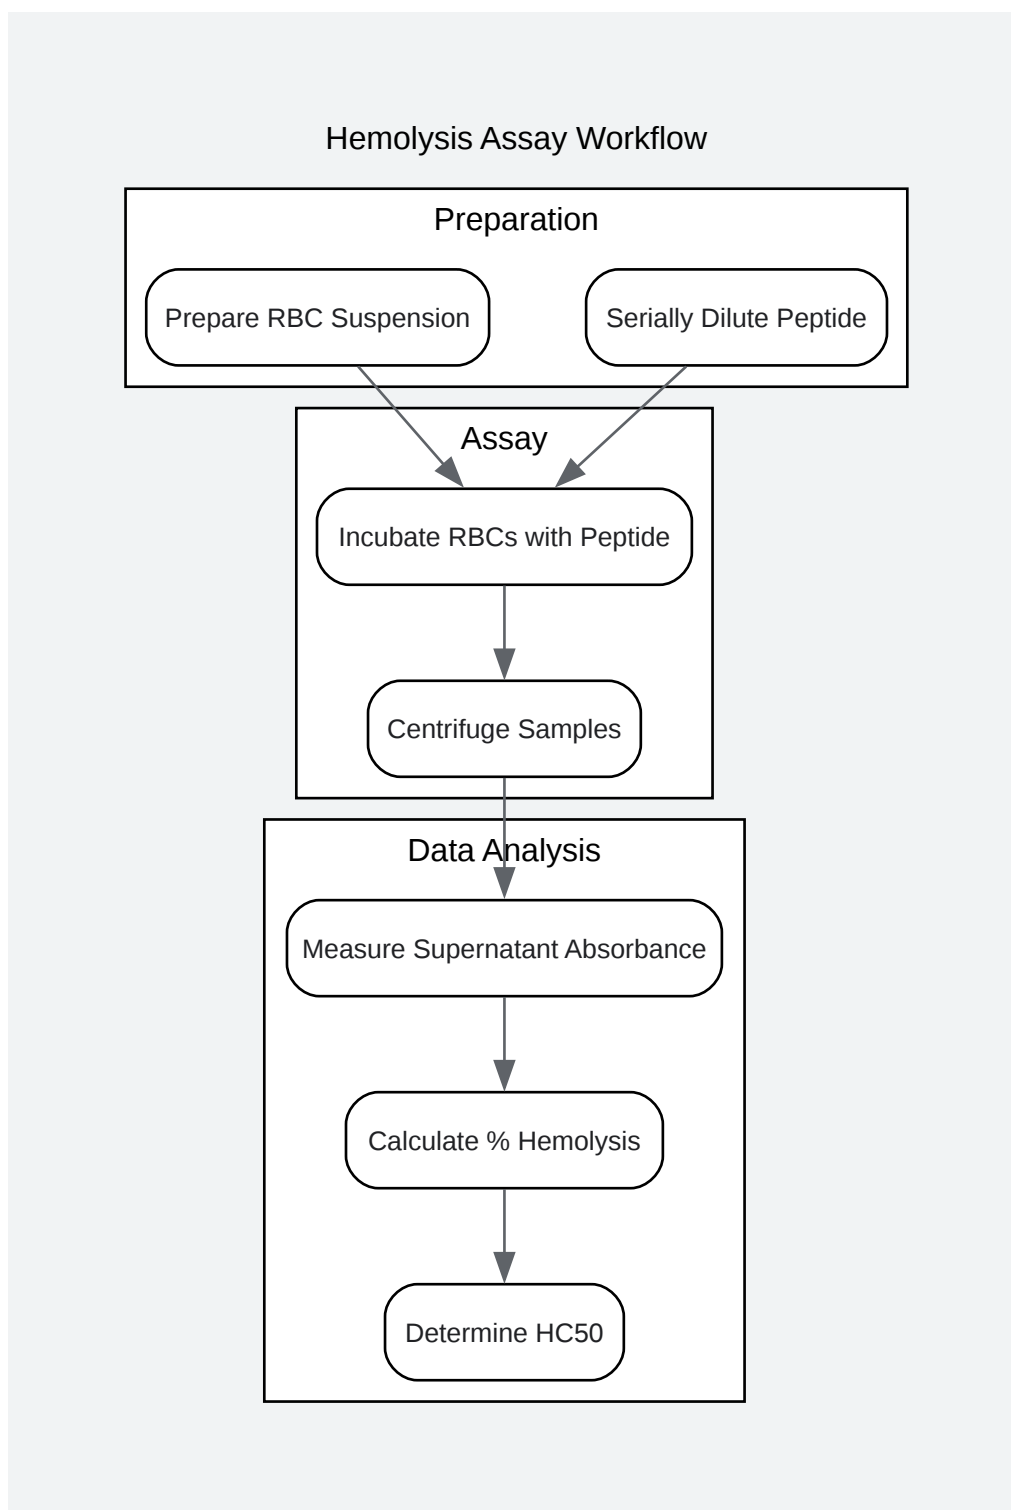 Hemolysis Assay Workflow
Preparation
Prepare RBC Suspension
Serially Dilute Peptide
Assay
Incubate RBCs with Peptide
Centrifuge Samples
Data Analysis
Measure Supernatant Absorbance
Calculate % Hemolysis
Determine HC50